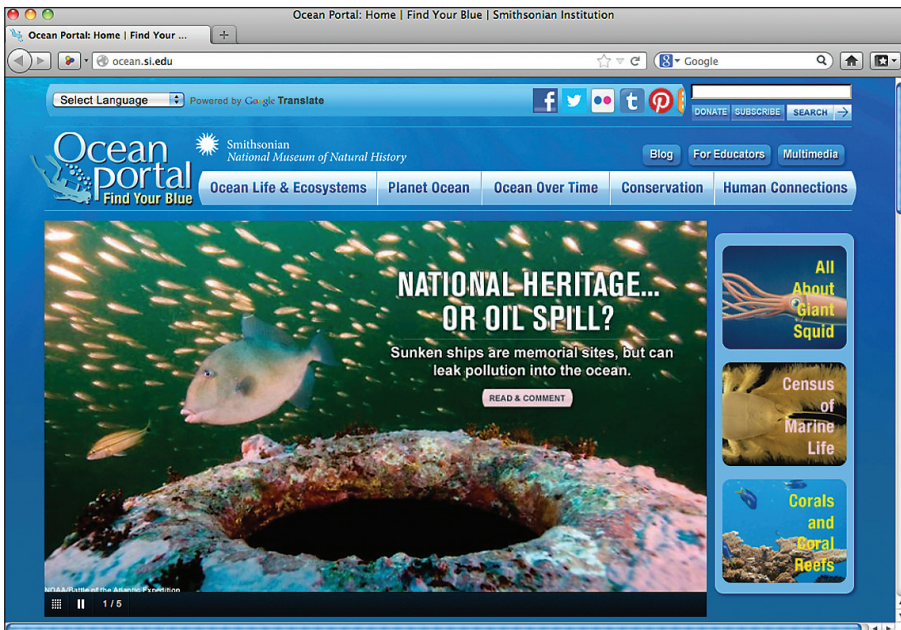 Ocean Portal: Home | Find Your Blue | Smithsonian Institution
Ocean Portal: Home | Find Your ...
ocean.si.edu
Google
Select Language
Powered by Google Translate
DONATE SUBSCRIBE SEARCH
Ocean
portal
Find Your Blue
Smithsonian
National Museum of Natural History
Blog For Educators Multimedia
Ocean Life & Ecosystems Planet Ocean Ocean Over Time Conservation Human Connections
NATIONAL HERITAGE...
OR OIL SPILL?
Sunken ships are memorial sites, but can
leak pollution into the ocean.
READ & COMMENT
NOAA/Battle of the Atlantic Expedition
1 / 5
All
About
Giant
Squid
Census
of
Marine
Life
Corals
and
Coral
Reefs